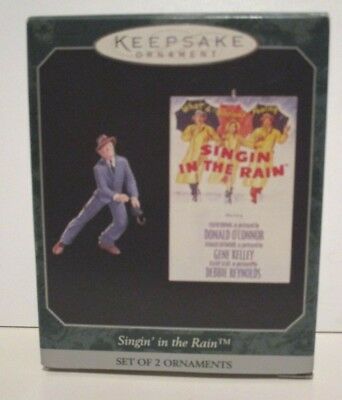 KEEPSAKE
ORNAMENT
SINGIN'
IN THE RAIN
DONALD O'CONNOR
GENE KELLEY
DEBBIE REYNOLDS
Singin' in the Rain™
SET OF 2 ORNAMENTS